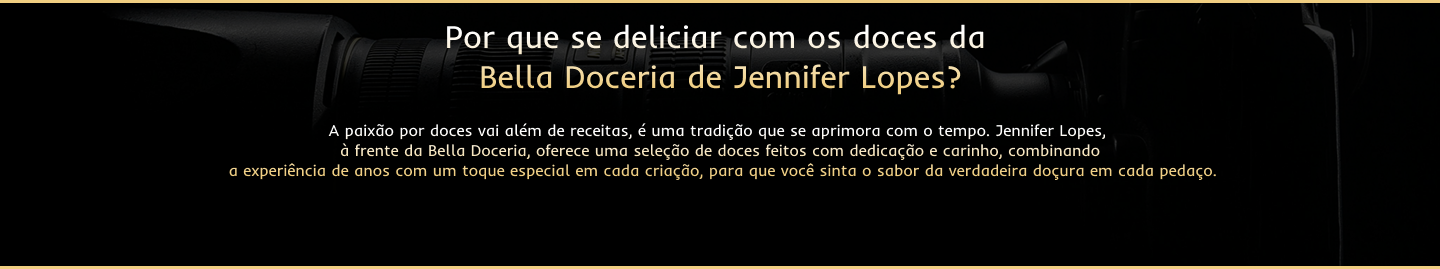 Por que se deliciar com os doces da
Bella Doceria de Jennifer Lopes?
A paixão por doces vai além de receitas, é uma tradição que se aprimora com o tempo. Jennifer Lopes,
à frente da Bella Doceria, oferece uma seleção de doces feitos com dedicação e carinho, combinando
a experiência de anos com um toque especial em cada criação, para que você sinta o sabor da verdadeira doçura em cada pedaço.